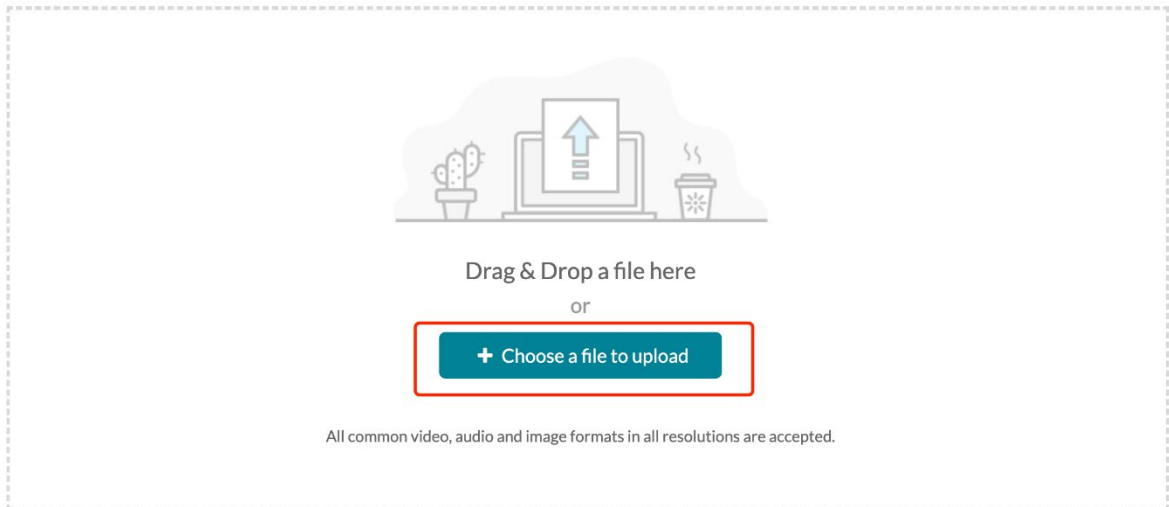 Drag & Drop a file here
or
+ Choose a file to upload
All common video, audio and image formats in all resolutions are accepted.